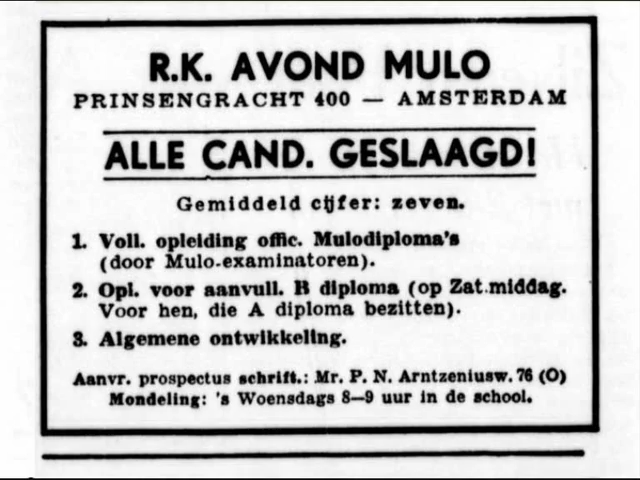 R.K. AVOND MULO
PRINSENGRACHT 400 — AMSTERDAM
ALLE CAND. GESLAAGD!
Gemiddeld cijfer: zeven.
1. Voll. opleiding offic. Mulodiploma's
(door Mulo-examinatoren).
2. Opl. voor aanvull. B diploma (op Zat.middag.
Voor hen, die A diploma bezitten).
3. Algemene ontwikkeling.
Aanvr. prospectus schrift.: Mr. P. N. Arntzeniusw. 76 (O)
Mondeling: 's Woensdags 8—9 uur in de school.